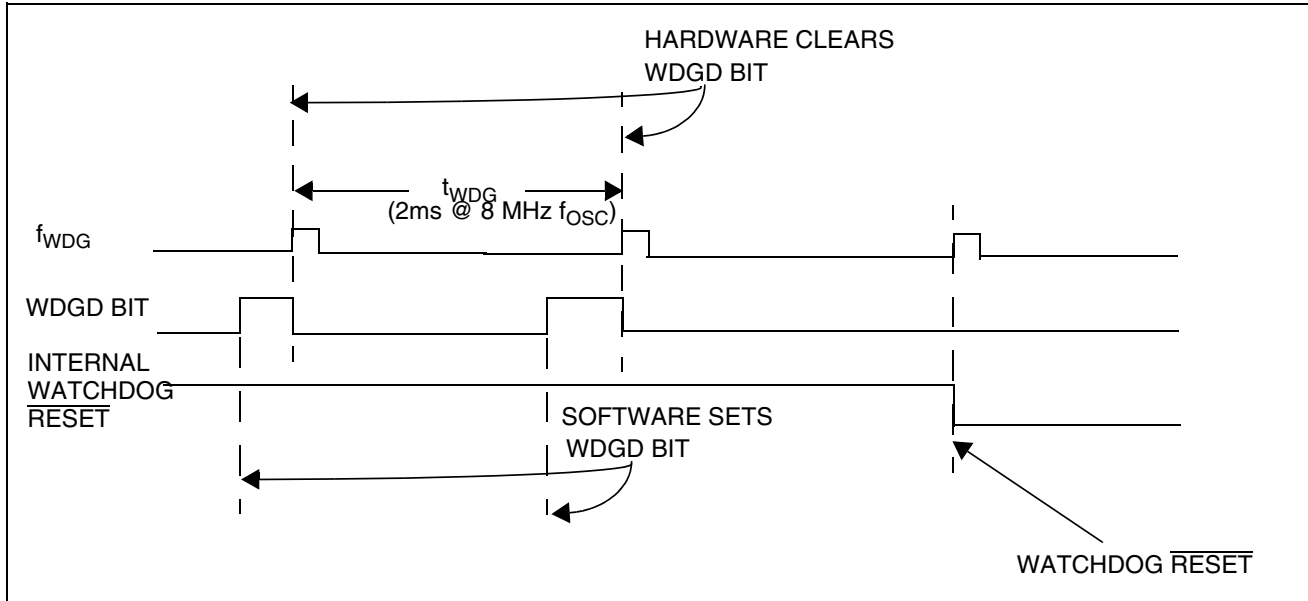 HARDWARE CLEARS
WDGD BIT
tWDG
(2ms @ 8 MHz fOSC)
fWDG
WDGD BIT
INTERNAL
WATCHDOG
RESET
SOFTWARE SETS
WDGD BIT
WATCHDOG RESET